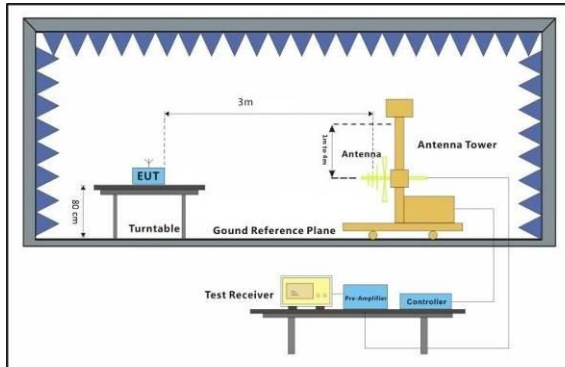 3m
1m to 4m
Antenna
Antenna Tower
EUT
80 cm
Turntable
Gound Reference Plane
Test Receiver
Pre-Amplifier
Controller